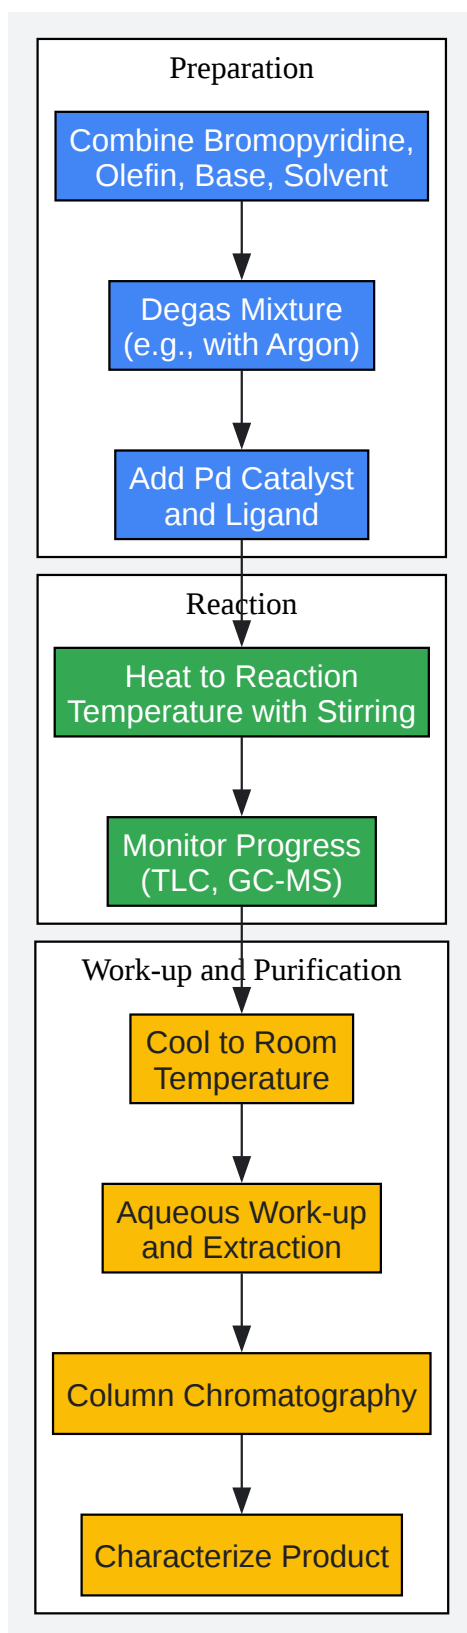 Preparation
Combine Bromopyridine,
Olefin, Base, Solvent
Degas Mixture
(e.g., with Argon)
Add Pd Catalyst
and Ligand
Reaction
Heat to Reaction
Temperature with Stirring
Monitor Progress
(TLC, GC-MS)
Work-up and Purification
Cool to Room
Temperature
Aqueous Work-up
and Extraction
Column Chromatography
Characterize Product